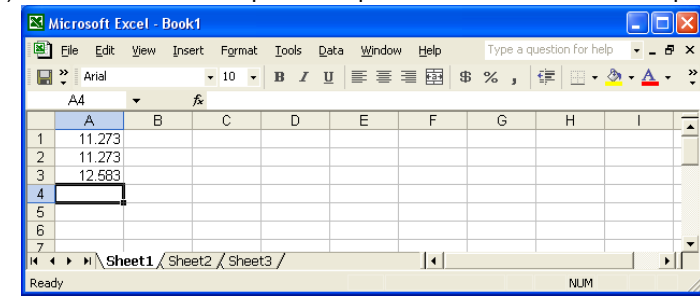 Microsoft Excel - Book1
File Edit View Insert Format Tools Data Window Help Type a question for help
Arial 10 B I U $ % ,
A4 fx
A B C D E F G H I
1 11.273
2 11.273
3 12.583
4
5
6
7
Sheet1 Sheet2 Sheet3
Ready NUM